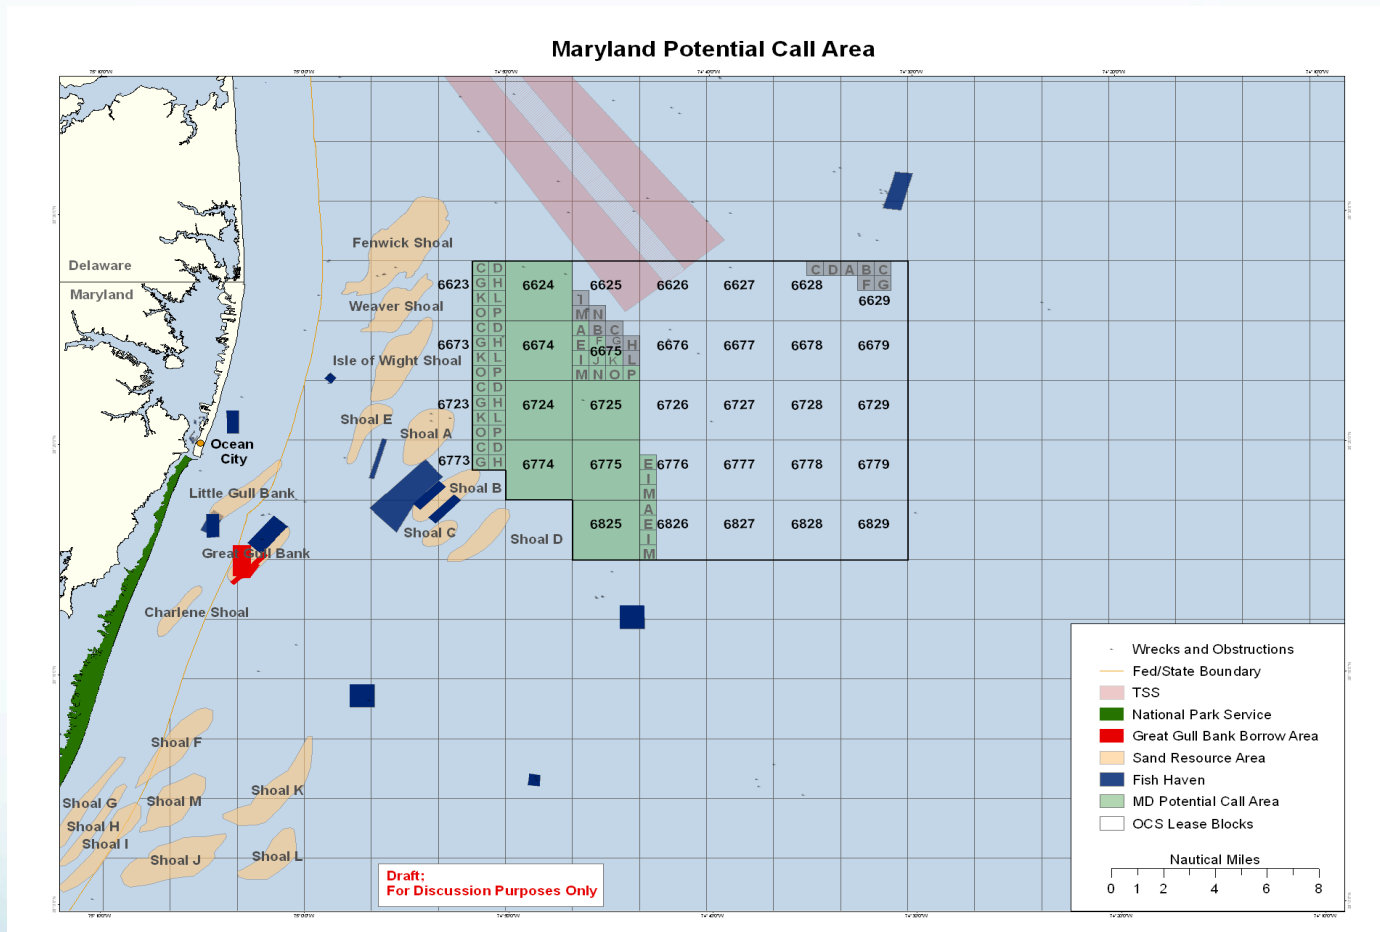 Maryland Potential Call Area
Fenwick Shoal
Delaware
Maryland
Weaver Shoal
Isle of Wight Shoal
Shoal E
Shoal A
Ocean
City
Little Gull Bank
Shoal B
Shoal C
Shoal D
Great Gull Bank
Charlene Shoal
Shoal F
Shoal G
Shoal H
Shoal I
Shoal M
Shoal K
Shoal J
Shoal L
C D C D A B C
6623 G H 6624 6625 6626 6627 6628 F G
K L 6629
O P M N
C D A B C
6673 G H 6674 E F G H 6675 6676 6677 6678 6679
K L I J K L
O P M N O P
C D
6723 G H 6724 6725 6726 6727 6728 6729
K L
O P
C D
6773 G H 6774 6775 E 6776 6777 6778 6779
I
M
A
6825 E 6826 6827 6828 6829
I
M
Wrecks and Obstructions
Fed/State Boundary
TSS
National Park Service
Great Gull Bank Borrow Area
Sand Resource Area
Fish Haven
MD Potential Call Area
OCS Lease Blocks
Nautical Miles
0 1 2 4 6 8
Draft:
For Discussion Purposes Only